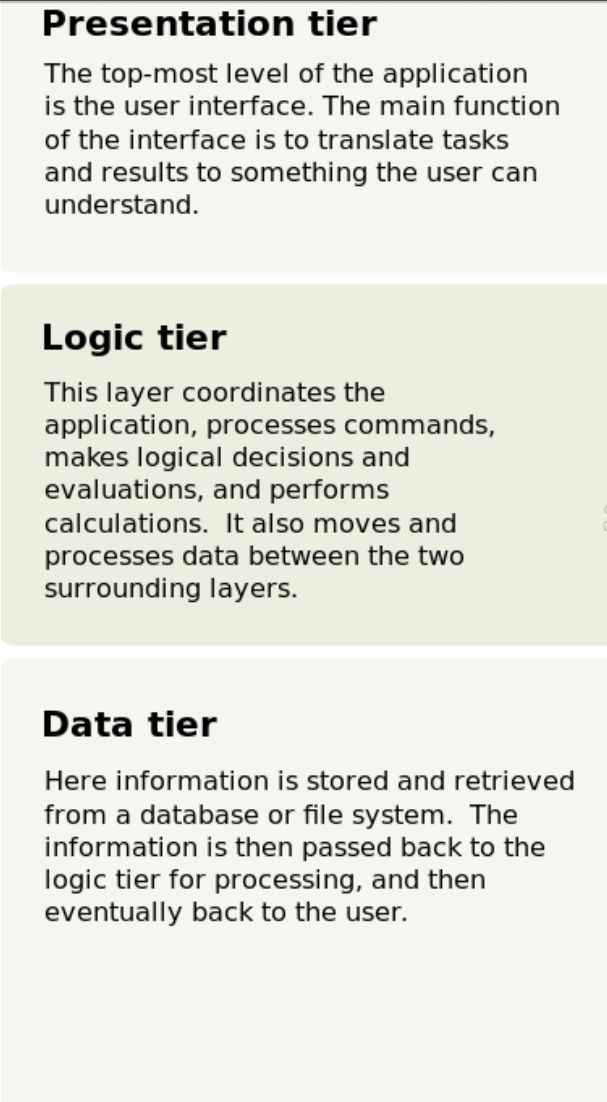 Presentation tier
The top-most level of the application
is the user interface. The main function
of the interface is to translate tasks
and results to something the user can
understand.
Logic tier
This layer coordinates the
application, processes commands,
makes logical decisions and
evaluations, and performs
calculations.  It also moves and
processes data between the two
surrounding layers.
Data tier
Here information is stored and retrieved
from a database or file system.  The
information is then passed back to the
logic tier for processing, and then
eventually back to the user.